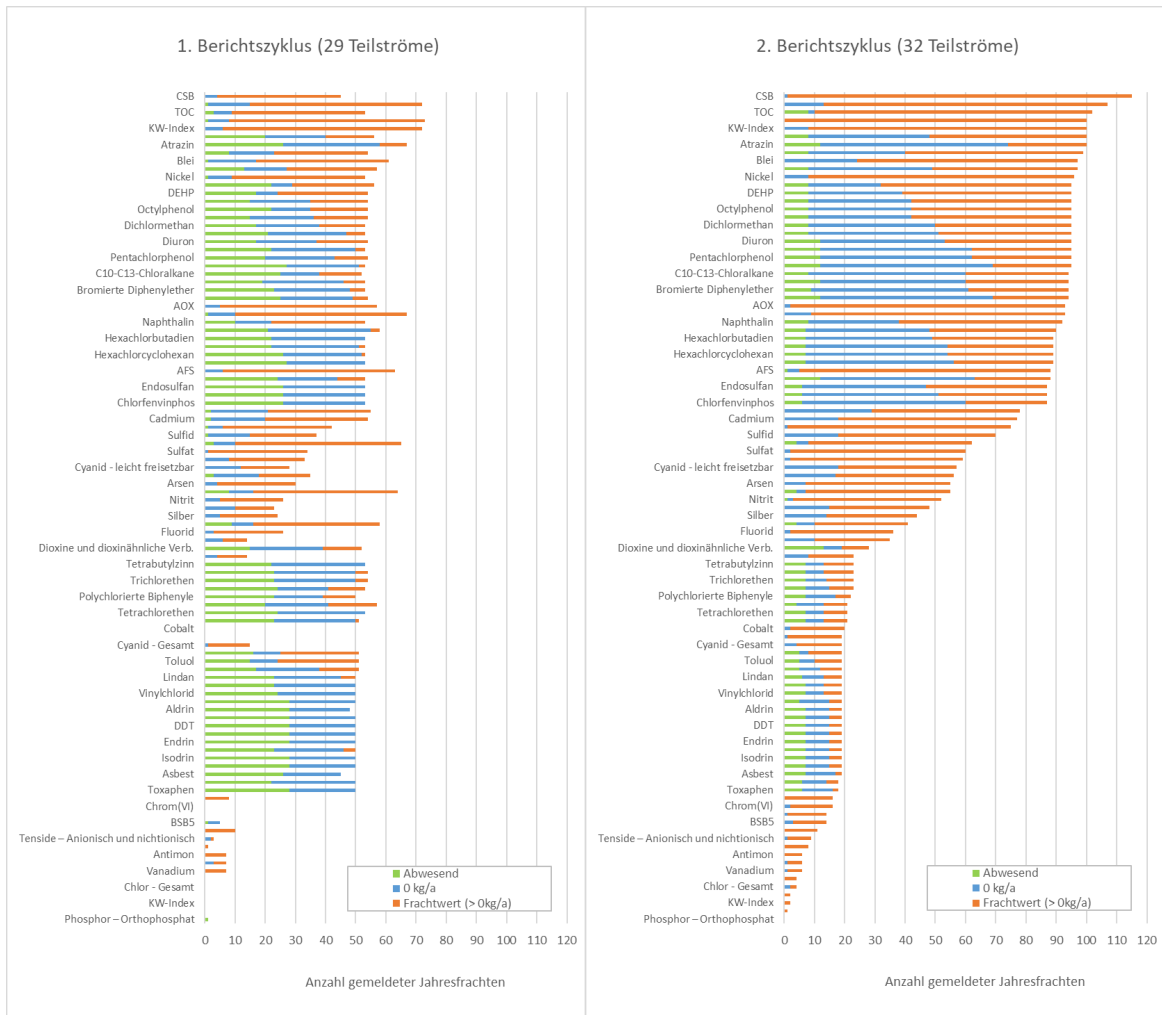 1. Berichtszyklus (29 Teilströme)
CSB
TOC
KW-Index
Atrazin
Blei
Nickel
DEHP
Octylphenol
Dichlormethan
Diuron
Pentachlorphenol
C10-C13-Chloralkane
Bromierte Diphenylether
AOX
Naphthalin
Hexachlorbutadien
Hexachlorcyclohexan
AFS
Endosulfan
Chlorfenvinphos
Cadmium
Sulfid
Sulfat
Cyanid - leicht freisetzbar
Arsen
Nitrit
Silber
Fluorid
Dioxine und dioxinähnliche Verb.
Tetrabutylzinn
Trichlorethen
Polychlorierte Biphenyle
Tetrachlorethen
Cobalt
Cyanid - Gesamt
Toluol
Lindan
Vinylchlorid
Aldrin
DDT
Endrin
Isodrin
Asbest
Toxaphen
Chrom(VI)
BSB5
Tenside – Anionisch und nichtionisch
Antimon
Vanadium
Chlor - Gesamt
KW-Index
Phosphor – Orthophosphat
Abwesend
0 kg/a
Frachtwert (> 0kg/a)
0 10 20 30 40 50 60 70 80 90 100 110 120
Anzahl gemeldeter Jahresfrachten
2. Berichtszyklus (32 Teilströme)
CSB
TOC
KW-Index
Atrazin
Blei
Nickel
DEHP
Octylphenol
Dichlormethan
Diuron
Pentachlorphenol
C10-C13-Chloralkane
Bromierte Diphenylether
AOX
Naphthalin
Hexachlorbutadien
Hexachlorcyclohexan
AFS
Endosulfan
Chlorfenvinphos
Cadmium
Sulfid
Sulfat
Cyanid - leicht freisetzbar
Arsen
Nitrit
Silber
Fluorid
Dioxine und dioxinähnliche Verb.
Tetrabutylzinn
Trichlorethen
Polychlorierte Biphenyle
Tetrachlorethen
Cobalt
Cyanid - Gesamt
Toluol
Lindan
Vinylchlorid
Aldrin
DDT
Endrin
Isodrin
Asbest
Toxaphen
Chrom(VI)
BSB5
Tenside – Anionisch und nichtionisch
Antimon
Vanadium
Chlor - Gesamt
KW-Index
Phosphor – Orthophosphat
Abwesend
0 kg/a
Frachtwert (> 0kg/a)
0 10 20 30 40 50 60 70 80 90 100 110 120
Anzahl gemeldeter Jahresfrachten